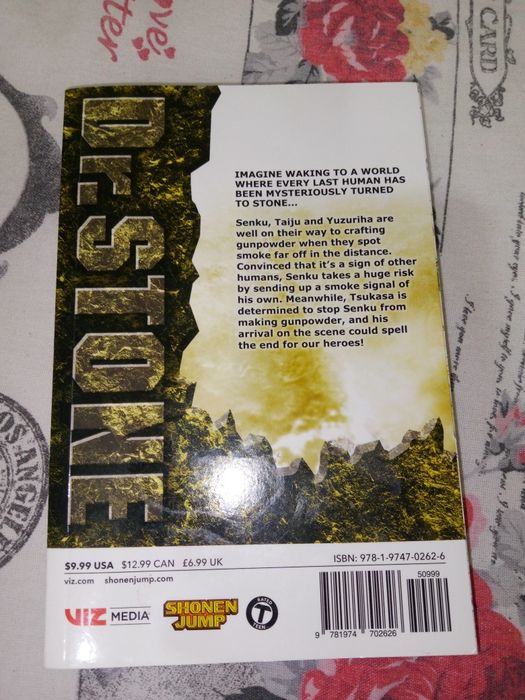 Dr.STONE
IMAGINE WAKING TO A WORLD
WHERE EVERY LAST HUMAN HAS
BEEN MYSTERIOUSLY TURNED
TO STONE...
Senku, Taiju and Yuzuriha are
well on their way to crafting
gunpowder when they spot
smoke far off in the distance.
Convinced that it's a sign of other
humans, Senku takes a huge risk
by sending up a smoke signal of
his own. Meanwhile, Tsukasa is
determined to stop Senku from
making gunpowder, and his
arrival on the scene could spell
the end for our heroes!
$9.99 USA $12.99 CAN £6.99 UK
viz.com shonenjump.com
ISBN: 978-1-9747-0262-6
50999
VIZ MEDIA
SHONEN
JUMP
RATED
T
TEEN
9 781974 702626
CARD
OS ANGEL